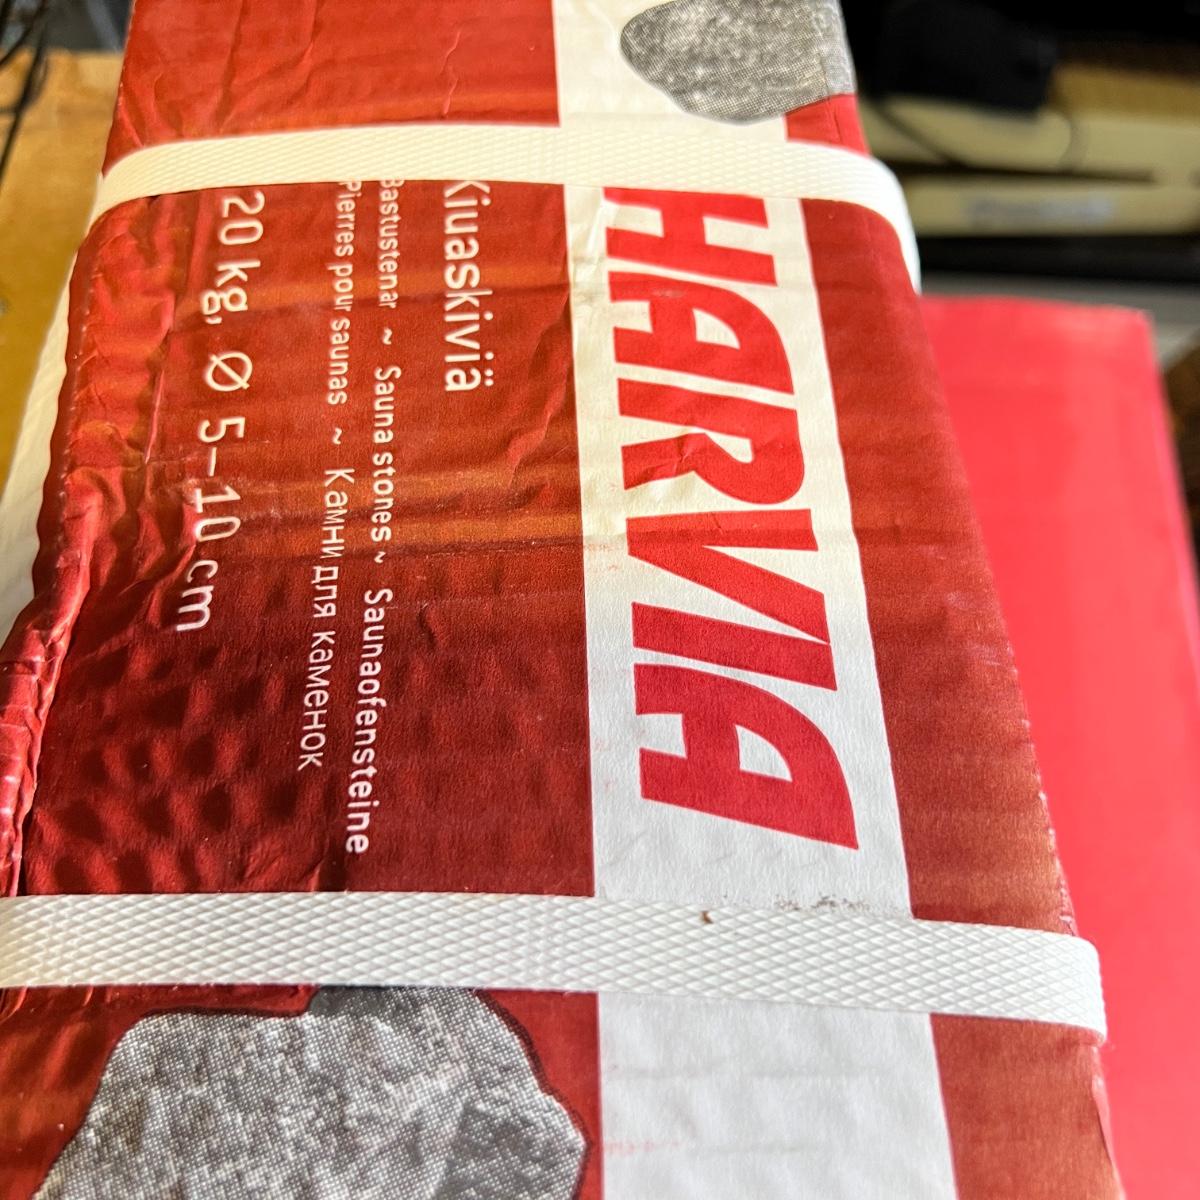 HARVIA
Kiuaskiviä
Bastustenar ~ Sauna stones ~ Saunaofensteine
Pierres pour saunas ~ Камни для каменок
20 kg, Ø 5–10 cm